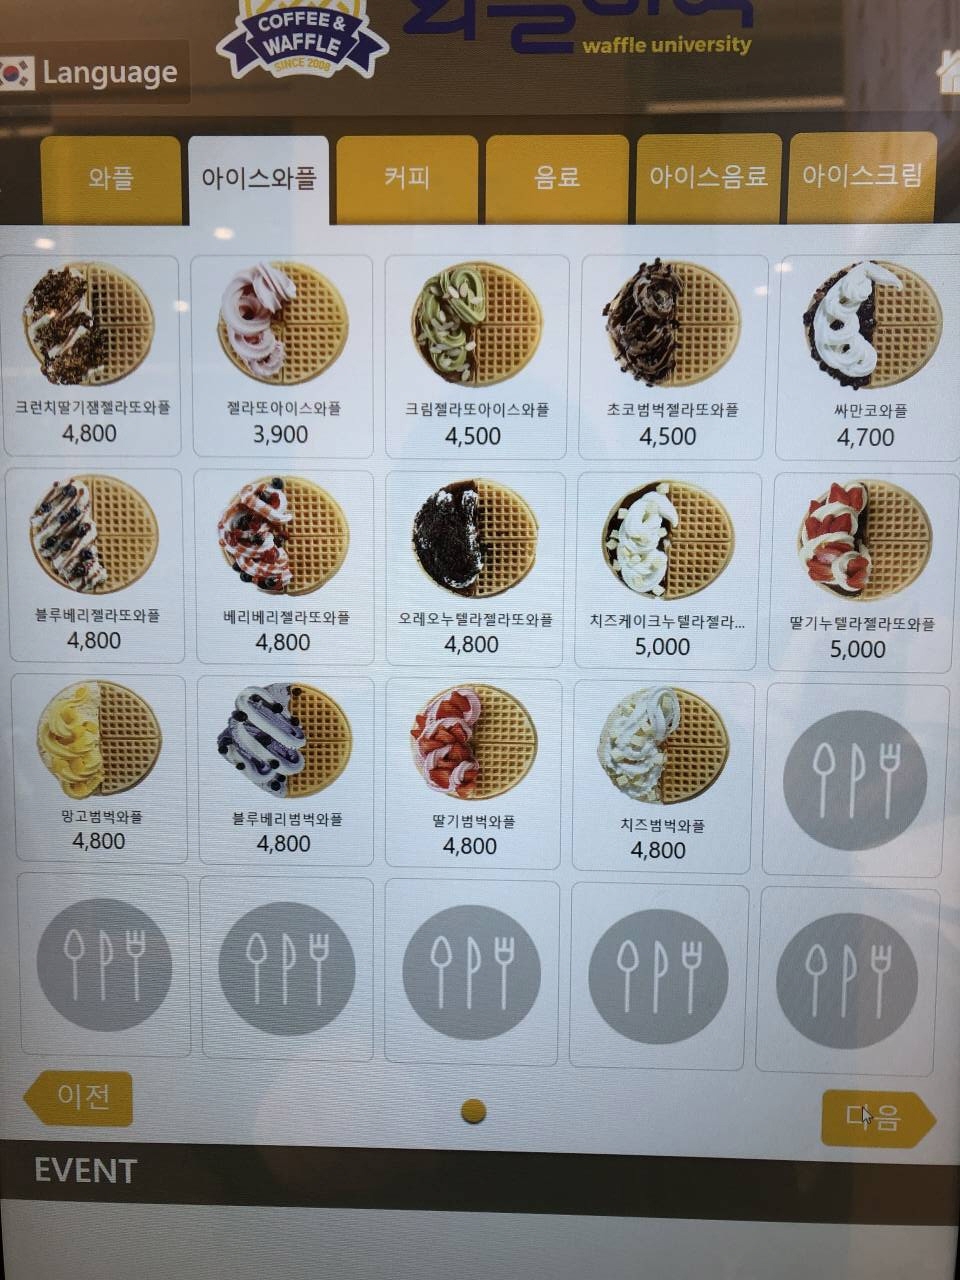 COFFEE &
WAFFLE
SINCE 2008
waffle university
Language
와플
아이스와플
커피
음료
아이스음료
아이스크림
크런치딸기잼젤라또와플
4,800
젤라또아이스와플
3,900
크림젤라또아이스와플
4,500
초코범벅젤라또와플
4,500
싸만코와플
4,700
블루베리젤라또와플
4,800
베리베리젤라또와플
4,800
오레오누텔라젤라또와플
4,800
치즈케이크누텔라젤라...
5,000
딸기누텔라젤라또와플
5,000
망고범벅와플
4,800
블루베리범벅와플
4,800
딸기범벅와플
4,800
치즈범벅와플
4,800
이전
다음
EVENT